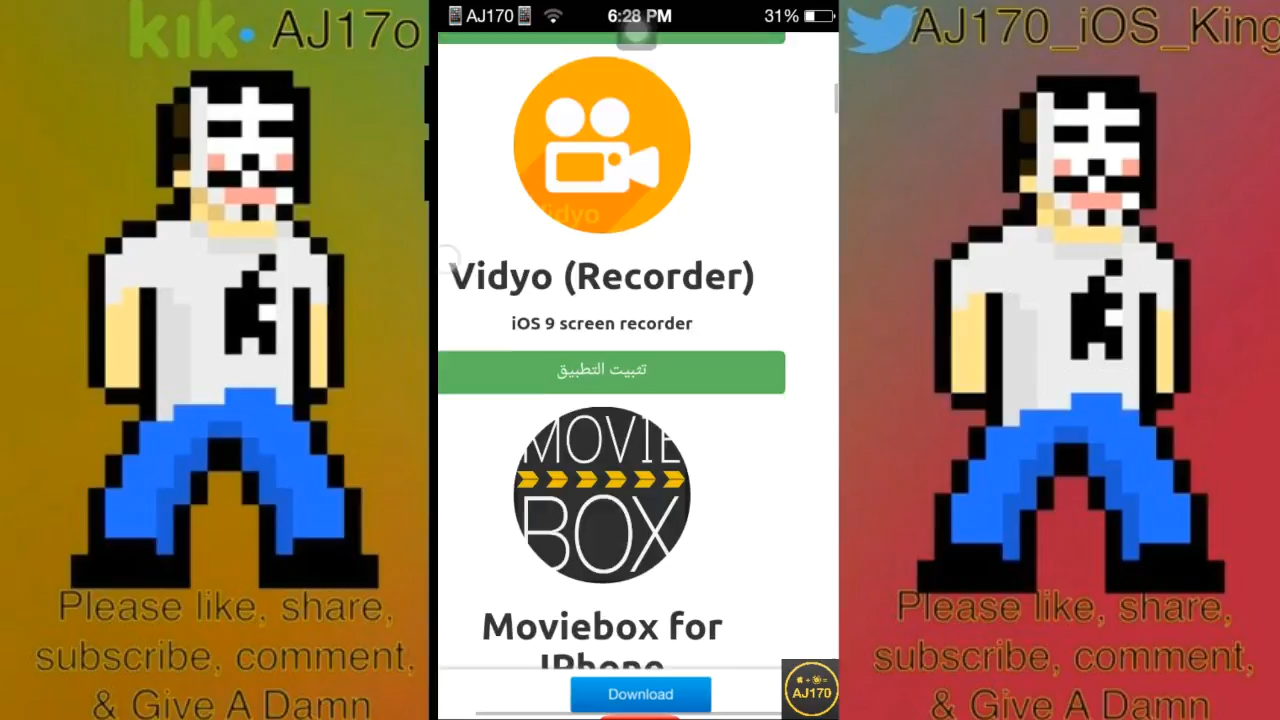 kik• AJ17o
AJ170
6:28 PM
31%
AJ170_iOS_King
Vidyo
Vidyo (Recorder)
iOS 9 screen recorder
تثبيت التطبيق
MOVIE
BOX
Moviebox for
IPhone
Download
AJ170
Please like, share,
subscribe, comment,
& Give A Damn
Please like, share,
subscribe, comment,
& Give A Damn